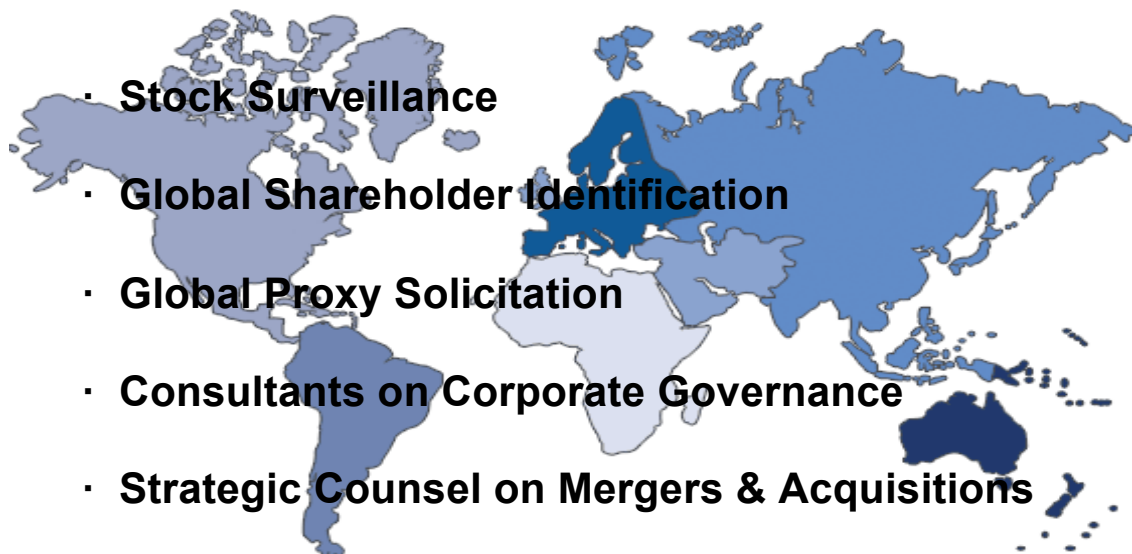 · Stock Surveillance
· Global Shareholder Identification
· Global Proxy Solicitation
· Consultants on Corporate Governance
· Strategic Counsel on Mergers & Acquisitions